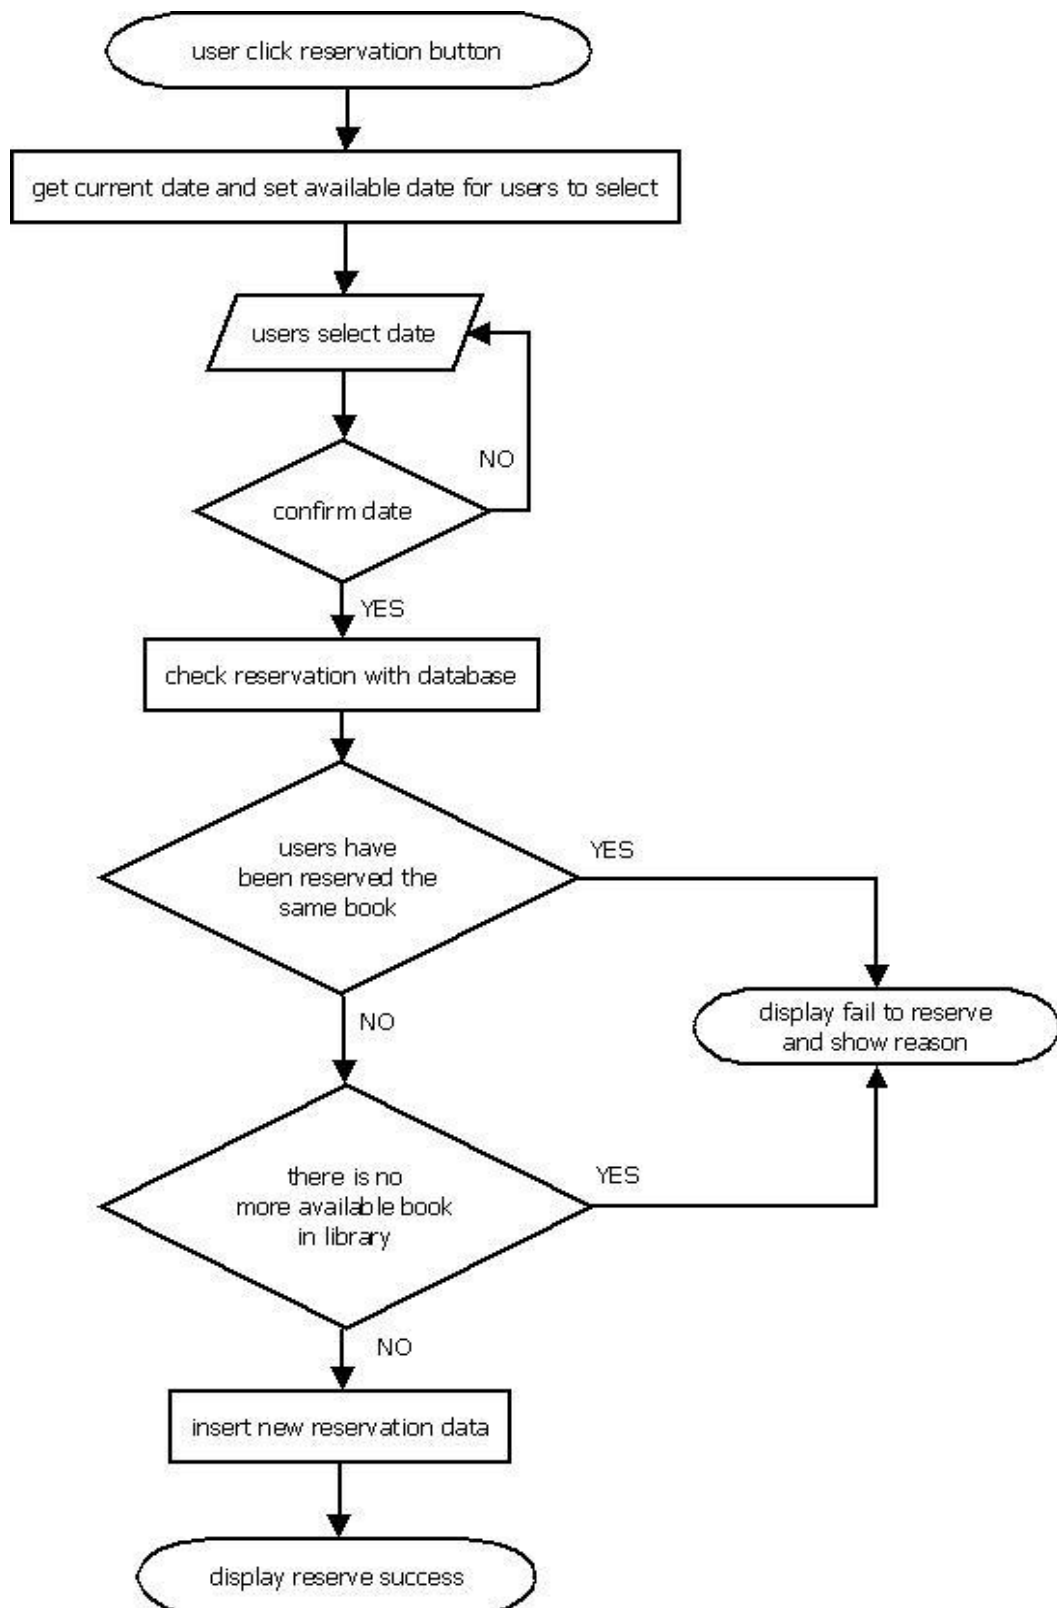 user click reservation button
get current date and set available date for users to select
users select date
NO
confirm date
YES
check reservation with database
users have
been reserved the
same book
YES
NO
display fail to reserve
and show reason
there is no
more available book
in library
YES
NO
insert new reservation data
display reserve success